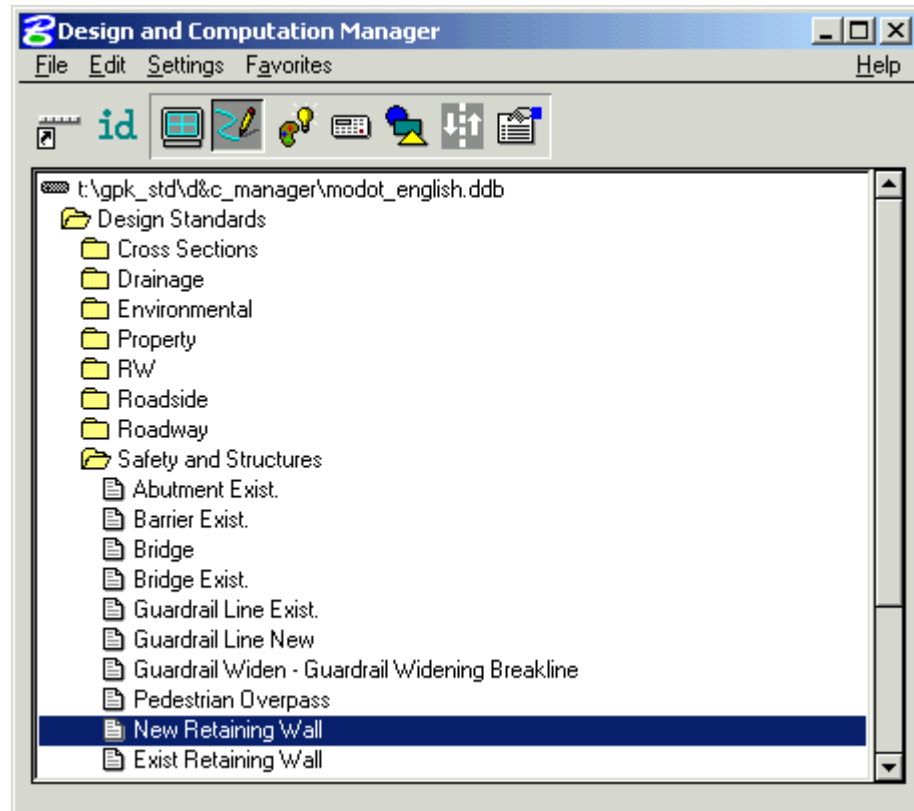 Design and Computation Manager
File Edit Settings Favorites Help
id
t:\gpk_std\d&c_manager\modot_english.ddb
Design Standards
Cross Sections
Drainage
Environmental
Property
RW
Roadside
Roadway
Safety and Structures
Abutment Exist.
Barrier Exist.
Bridge
Bridge Exist.
Guardrail Line Exist.
Guardrail Line New
Guardrail Widen - Guardrail Widening Breakline
Pedestrian Overpass
New Retaining Wall
Exist Retaining Wall